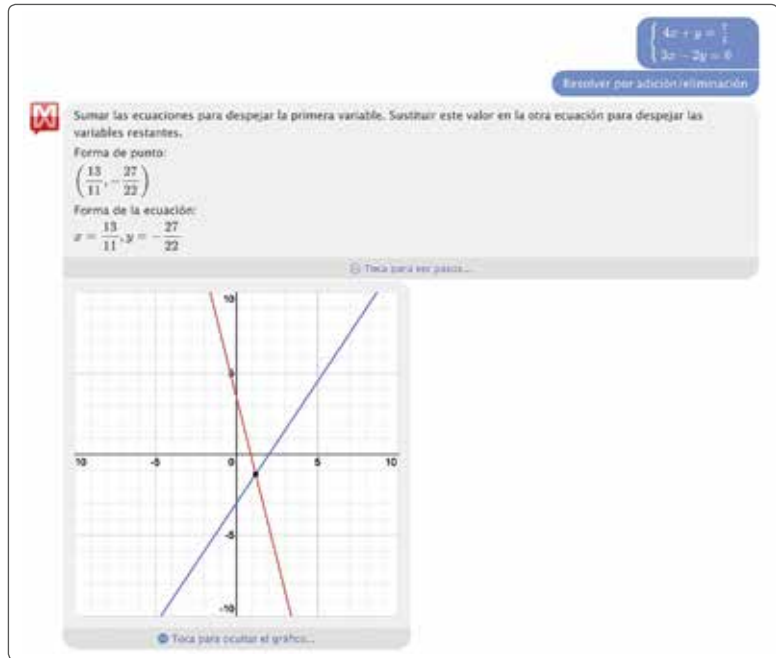 4x + y = 7/2
3x − 2y = 6
Resolver por adición/eliminación
Sumar las ecuaciones para despejar la primera variable. Sustituir este valor en la otra ecuación para despejar las
variables restantes.
Forma de punto:
(13/11, −27/22)
Forma de la ecuación:
x = 13/11, y = −27/22
Toca para ver pasos...
10
5
10 -5 0 5 10
-5
-10
Toca para ocultar el gráfico...